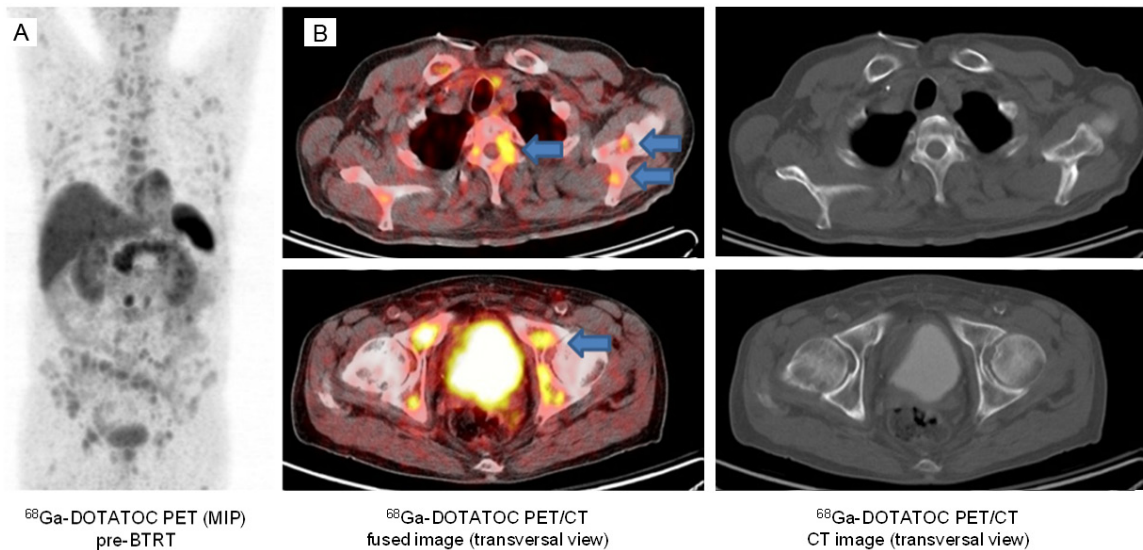 A
B
⁶⁸Ga-DOTATOC PET (MIP)
pre-BTRT
⁶⁸Ga-DOTATOC PET/CT
fused image (transversal view)
⁶⁸Ga-DOTATOC PET/CT
CT image (transversal view)